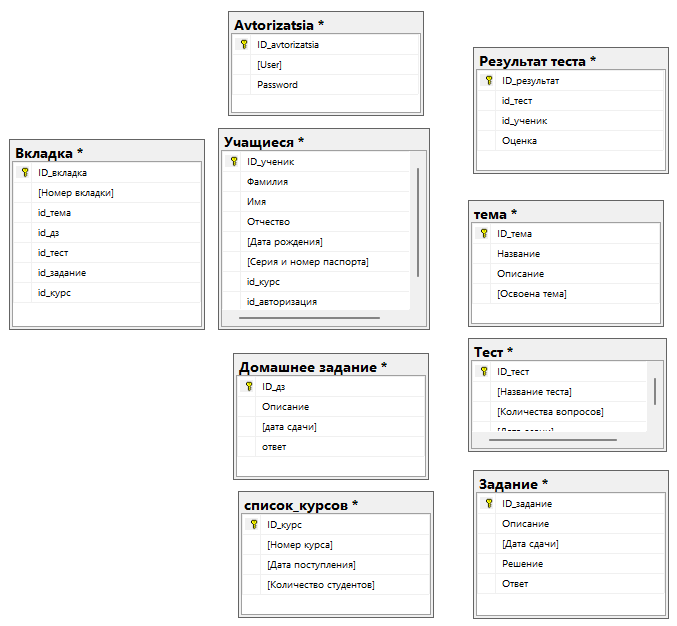 Avtorizatsia *
ID_avtorizatsia
[User]
Password
Результат теста *
ID_результат
id_тест
id_ученик
Оценка
Вкладка *
ID_вкладка
[Номер вкладки]
id_тема
id_дз
id_тест
id_задание
id_курс
Учащиеся *
ID_ученик
Фамилия
Имя
Отчество
[Дата рождения]
[Серия и номер паспорта]
id_курс
id_авторизация
тема *
ID_тема
Название
Описание
[Освоена тема]
Домашнее задание *
ID_дз
Описание
[дата сдачи]
ответ
Тест *
ID_тест
[Название теста]
[Количества вопросов]
список_курсов *
ID_курс
[Номер курса]
[Дата поступления]
[Количество студентов]
Задание *
ID_задание
Описание
[Дата сдачи]
Решение
Ответ